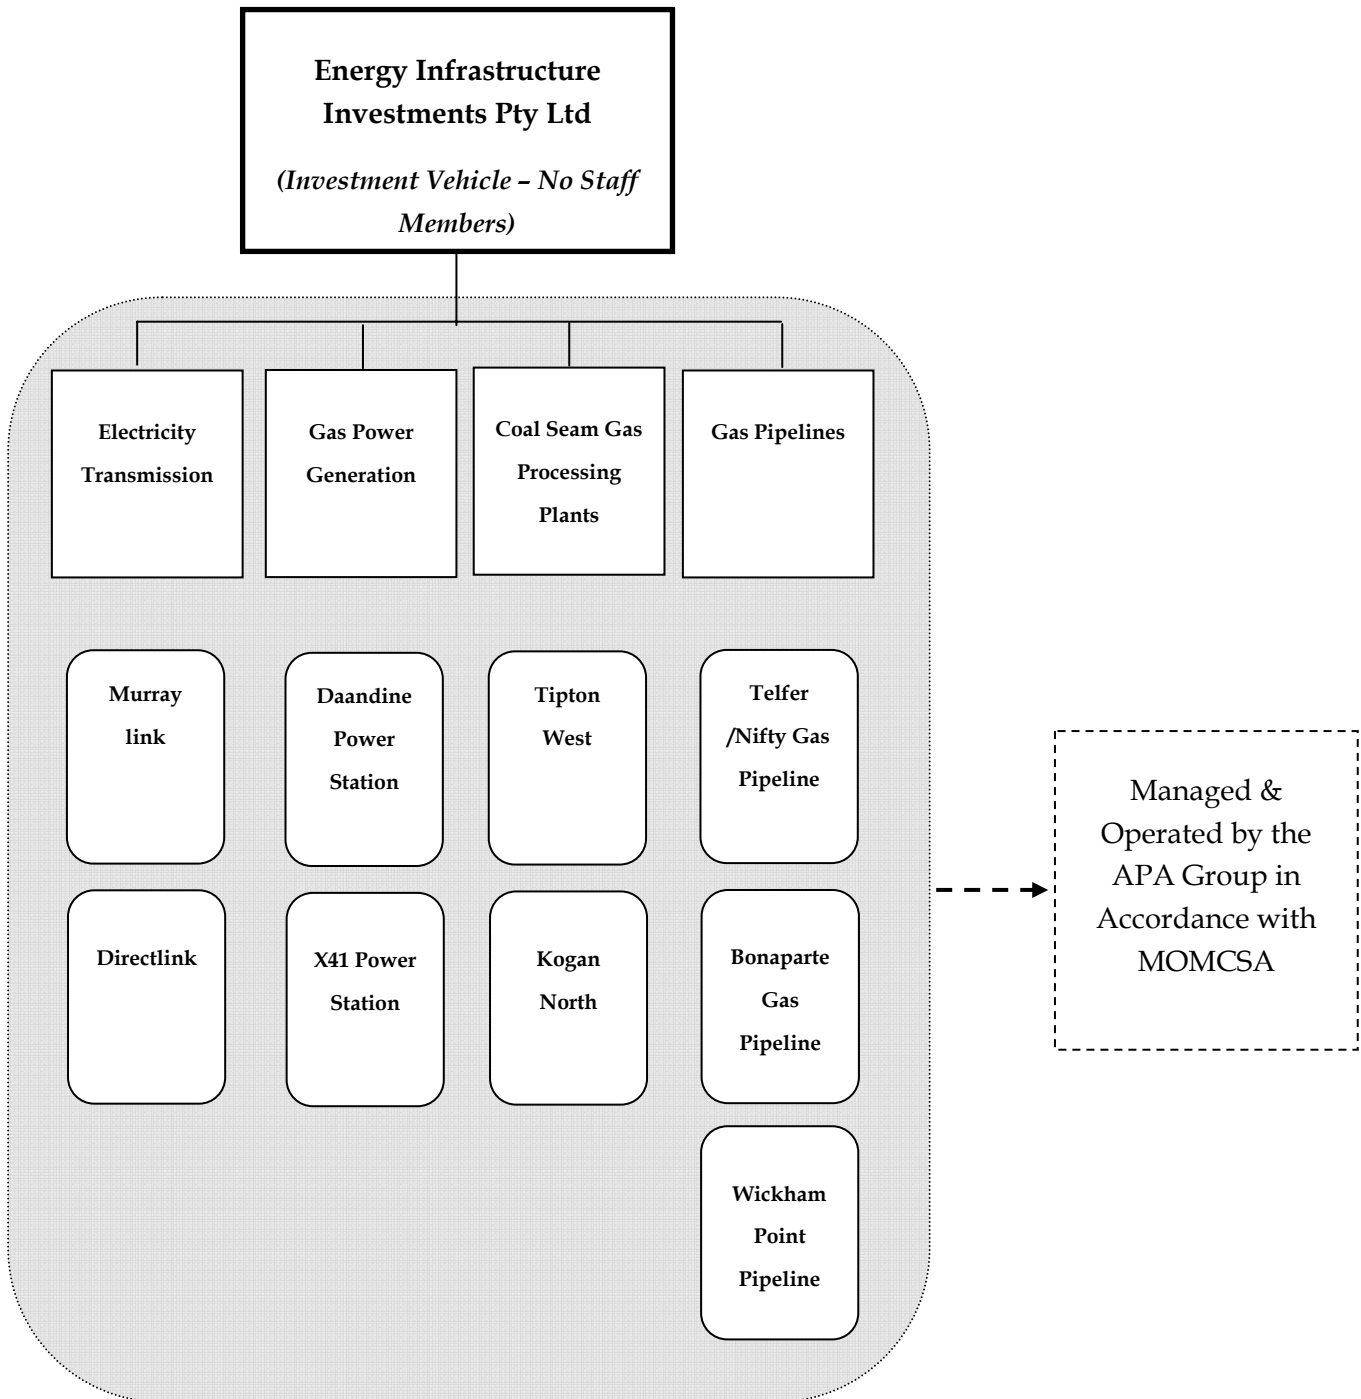 Energy Infrastructure
Investments Pty Ltd
(Investment Vehicle – No Staff
Members)
Electricity
Transmission
Gas Power
Generation
Coal Seam Gas
Processing
Plants
Gas Pipelines
Murray
link
Daandine
Power
Station
Tipton
West
Telfer
/Nifty Gas
Pipeline
Directlink
X41 Power
Station
Kogan
North
Bonaparte
Gas
Pipeline
Wickham
Point
Pipeline
Managed &
Operated by the
APA Group in
Accordance with
MOMCSA